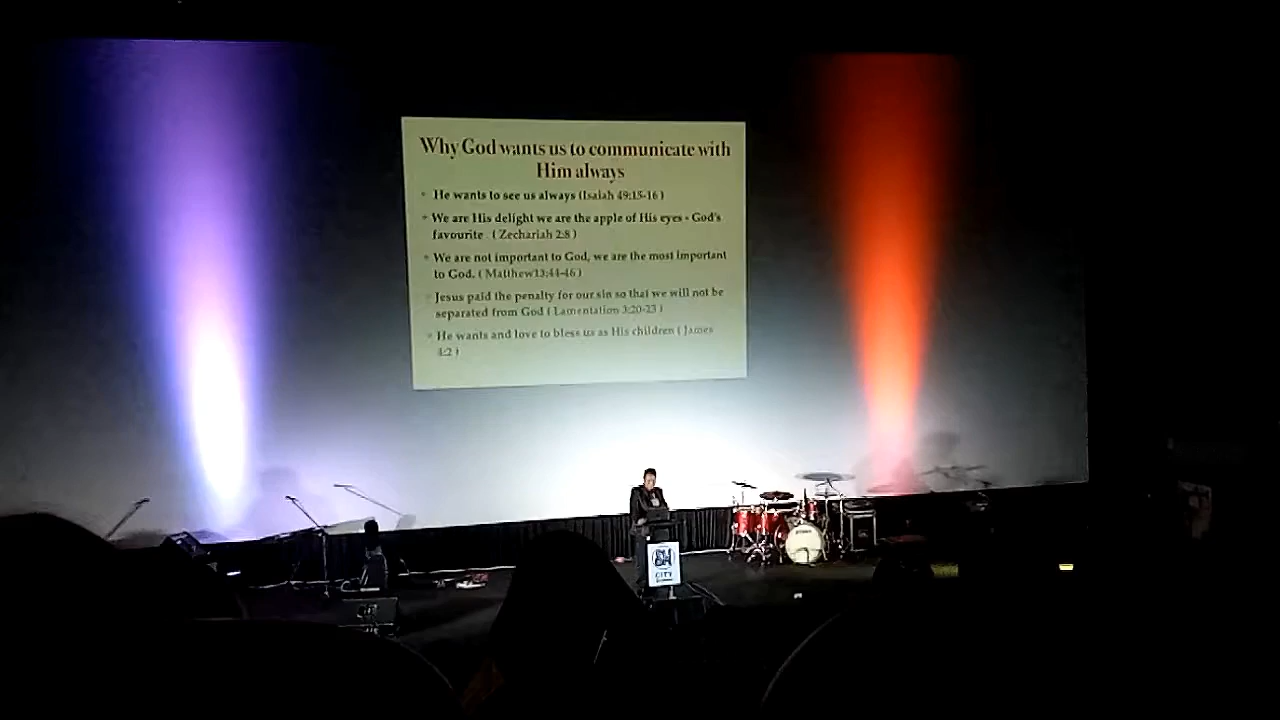 Why God wants us to communicate with
Him always
• He wants to see us always (Isaiah 49:15-16 )
• We are His delight we are the apple of His eyes - God's
favourite . ( Zechariah 2:8 )
• We are not important to God, we are the most important
to God. ( Matthew13:44-46 )
• Jesus paid the penalty for our sin so that we will not be
separated from God ( Lamentation 3:20-23 )
• He wants and love to bless us as His children ( James
4:2 )
SM
CITY